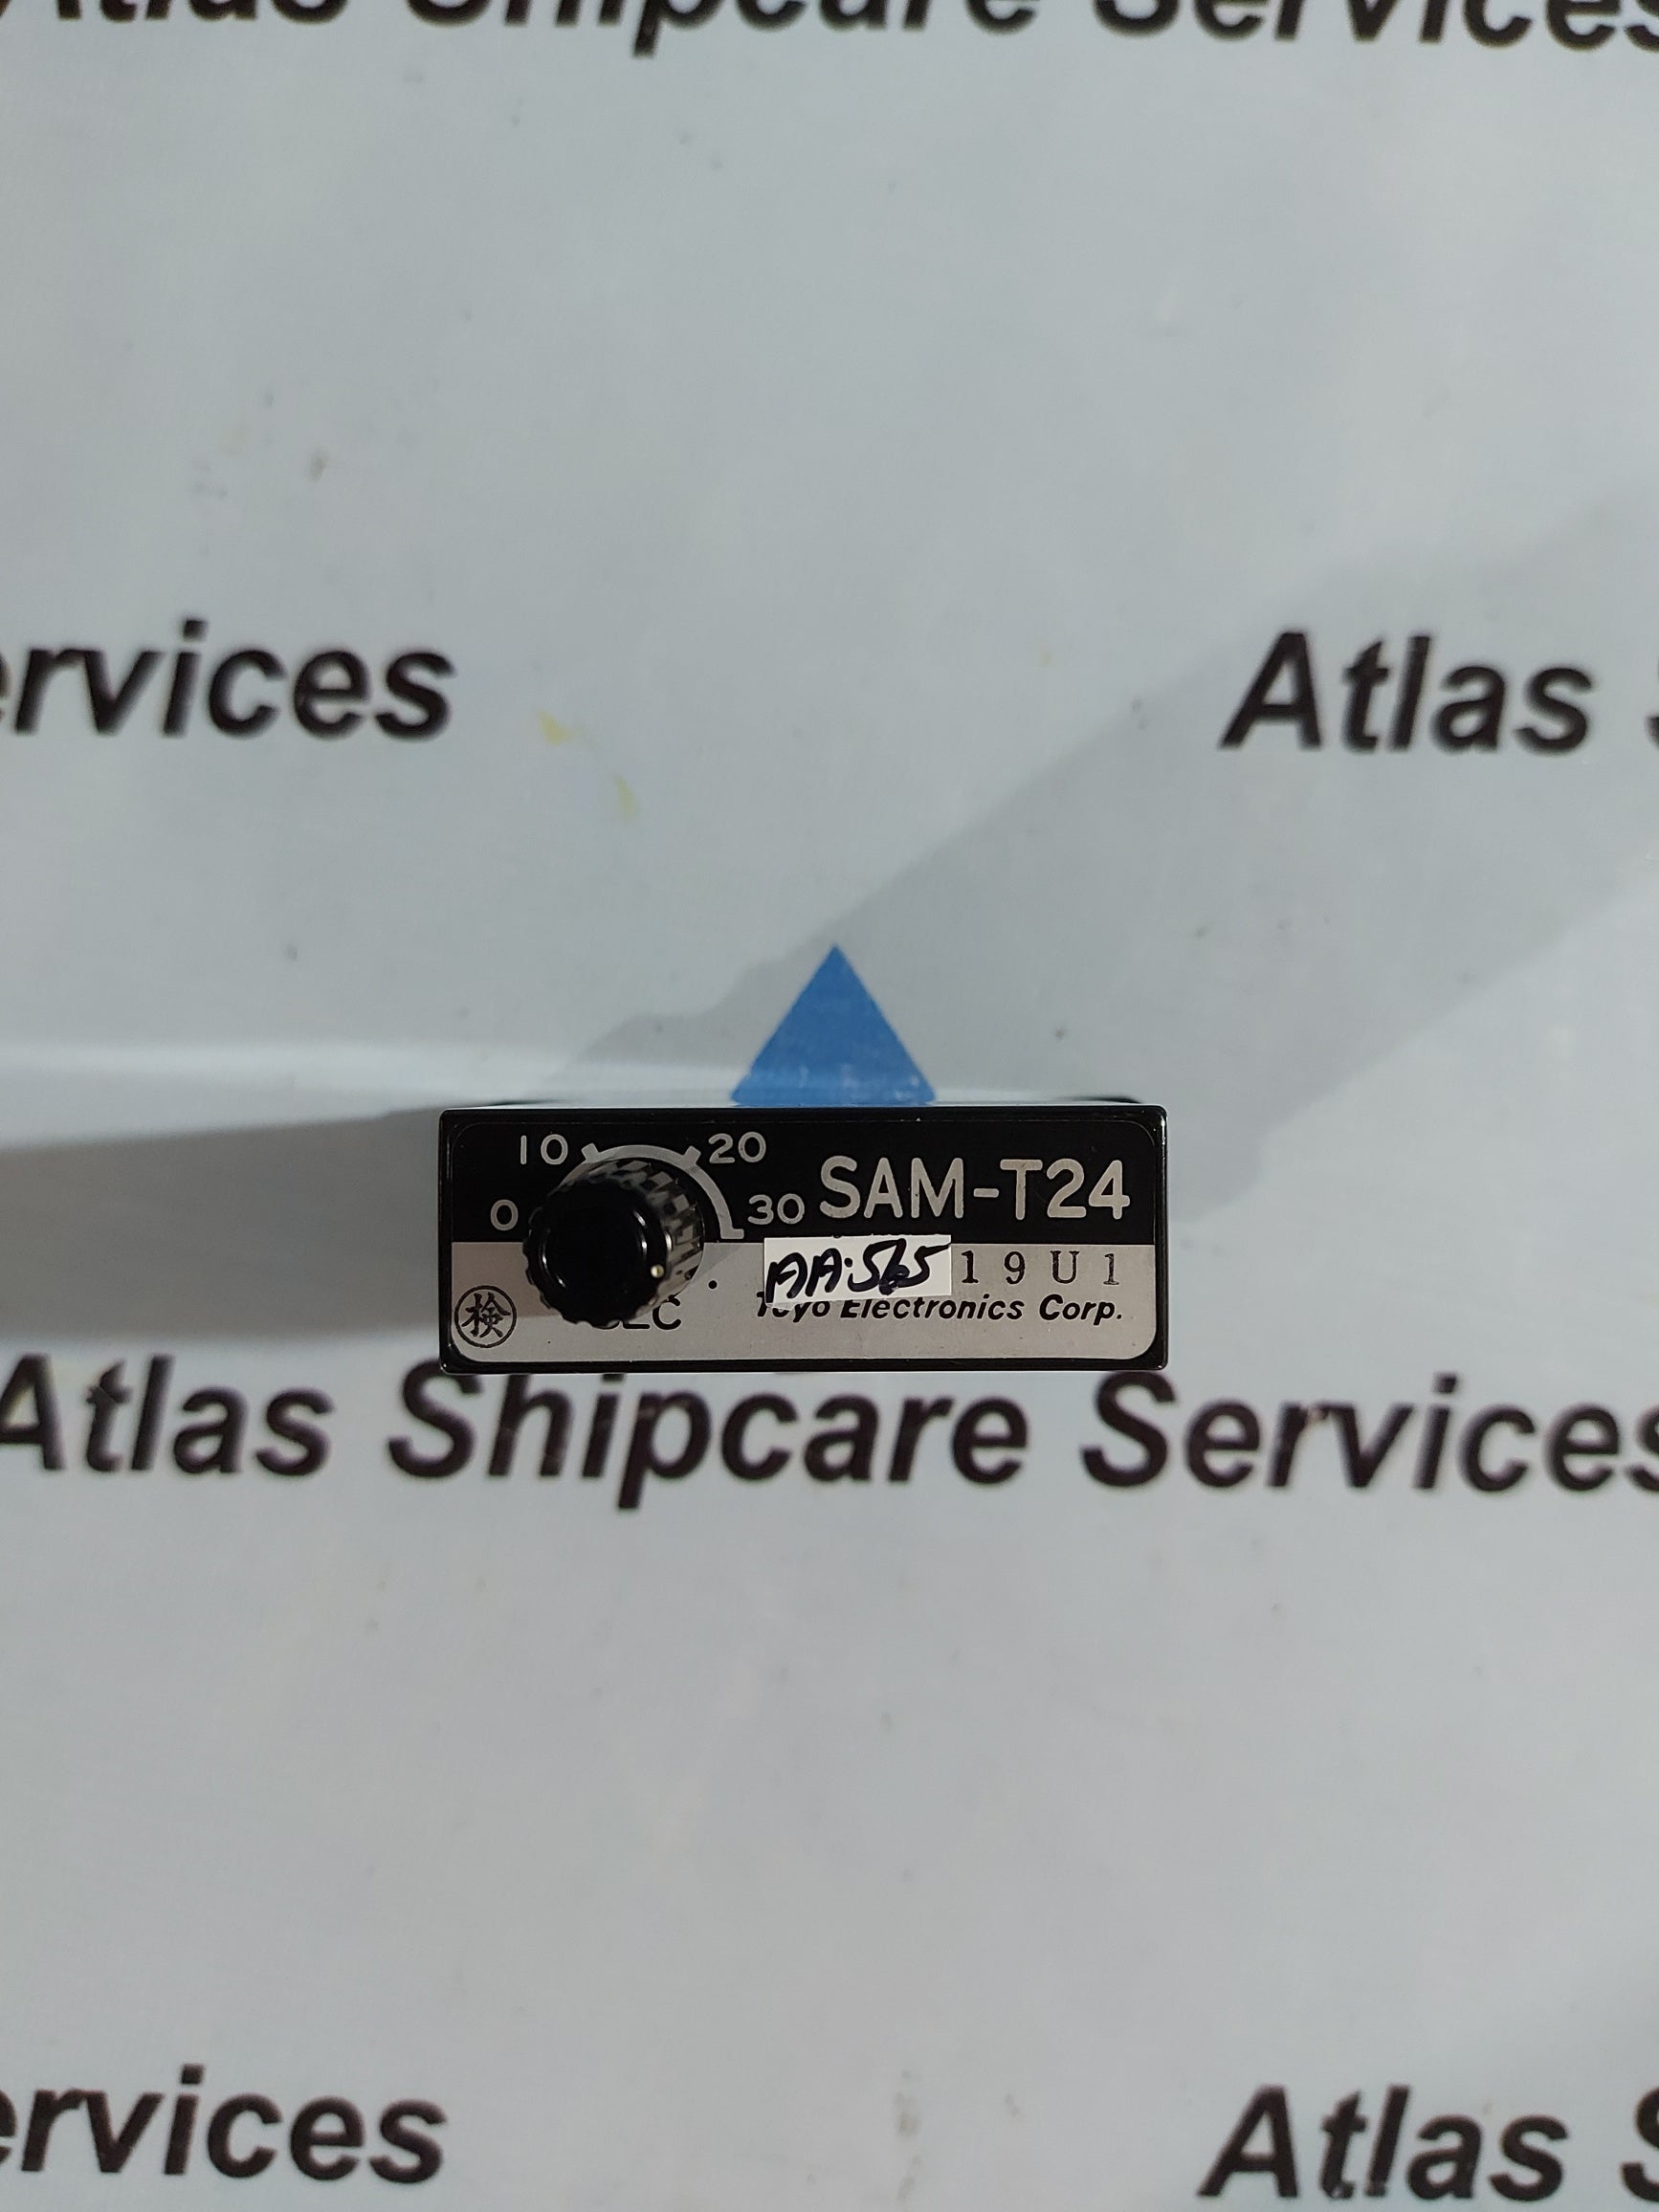 Atlas Shipcare Services
ervices
Atlas S
10
20
0
30
SAM-T24
AA:565
19U1
検
SEC
Toyo Electronics Corp.
Atlas Shipcare Services
ervices
Atlas S